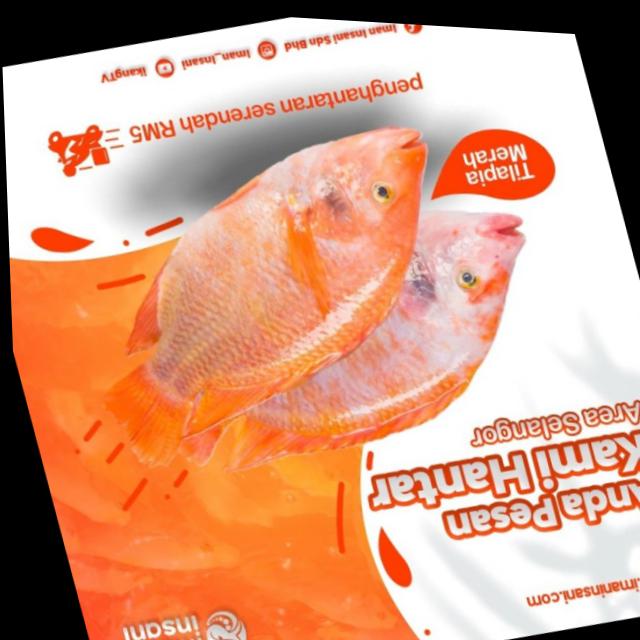 insani
.imaninsani.com
Anda Pesan
Kami Hantar
Area Selangor
Tilapia
Merah
penghantaran serendah RM5
Iman Insani Sdn Bhd
Iman_Insani
ikangTV